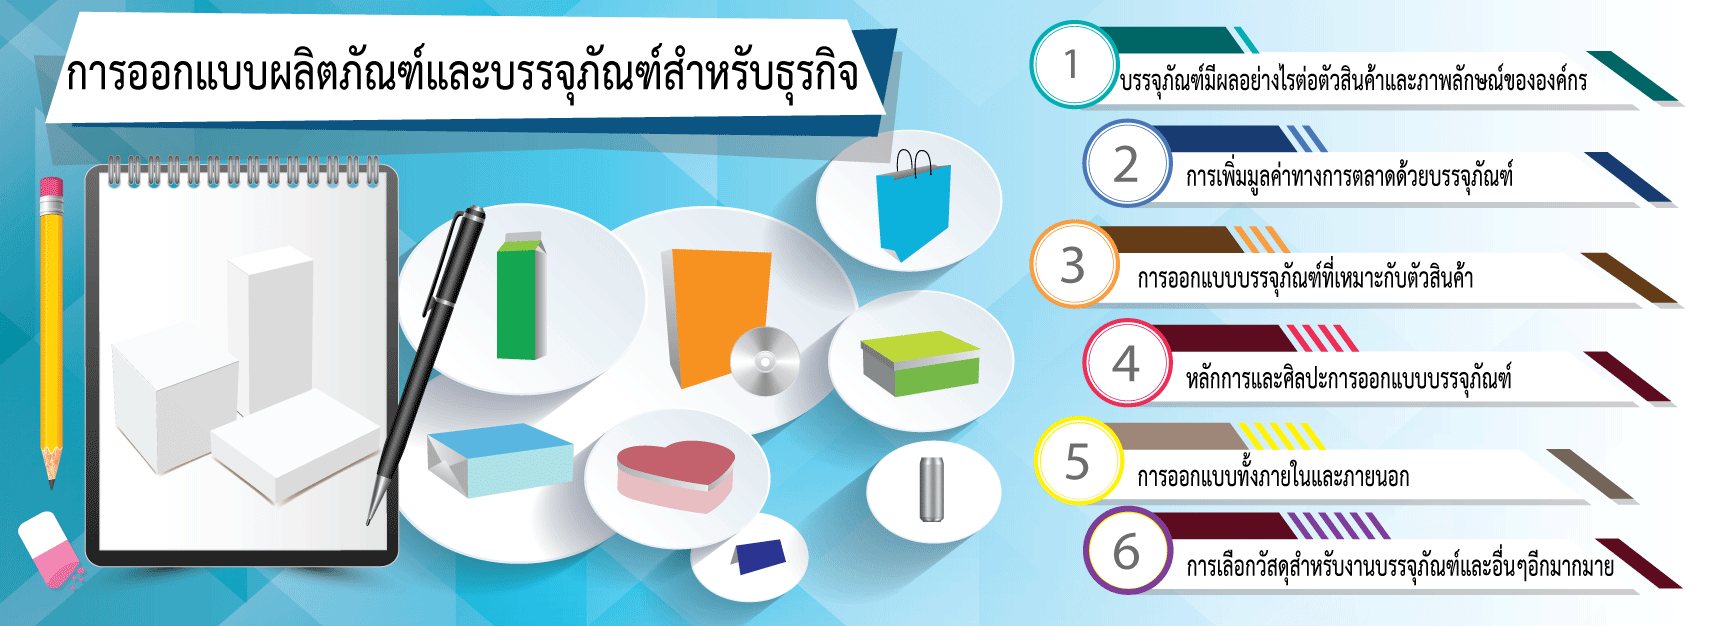 การออกแบบผลิตภัณฑ์และบรรจุภัณฑ์สำหรับธุรกิจ
1
บรรจุภัณฑ์มีผลอย่างไรต่อตัวสินค้าและภาพลักษณ์ขององค์กร
2
การเพิ่มมูลค่าทางการตลาดด้วยบรรจุภัณฑ์
3
การออกแบบบรรจุภัณฑ์ที่เหมาะกับตัวสินค้า
4
หลักการและศิลปะการออกแบบบรรจุภัณฑ์
5
การออกแบบทั้งภายในและภายนอก
6
การเลือกวัสดุสำหรับงานบรรจุภัณฑ์และอื่นๆอีกมากมาย